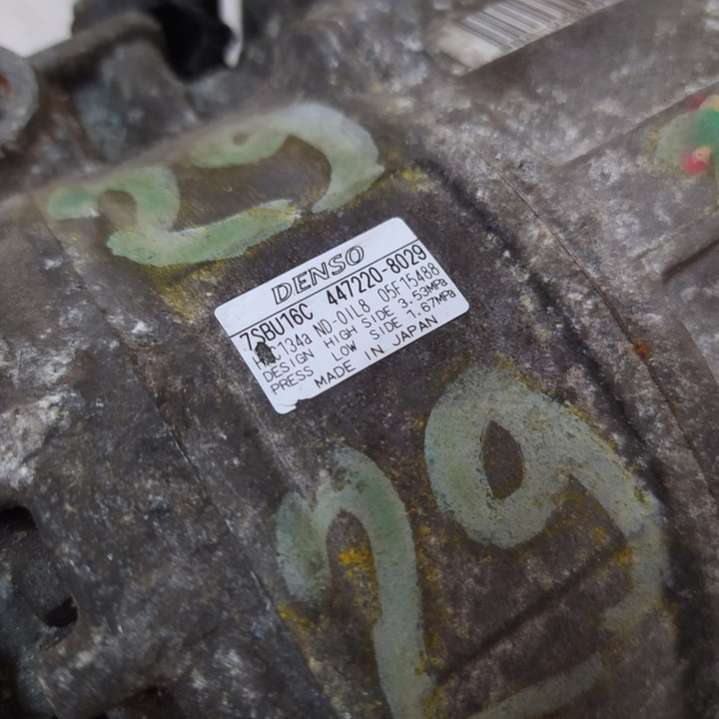 29
DENSO
7SBU16C 447220-8029
HFC134a ND-OIL8 05F15488
DESIGN HIGH SIDE 3.53MPa
PRESS LOW SIDE 1.67MPa
MADE IN JAPAN
29